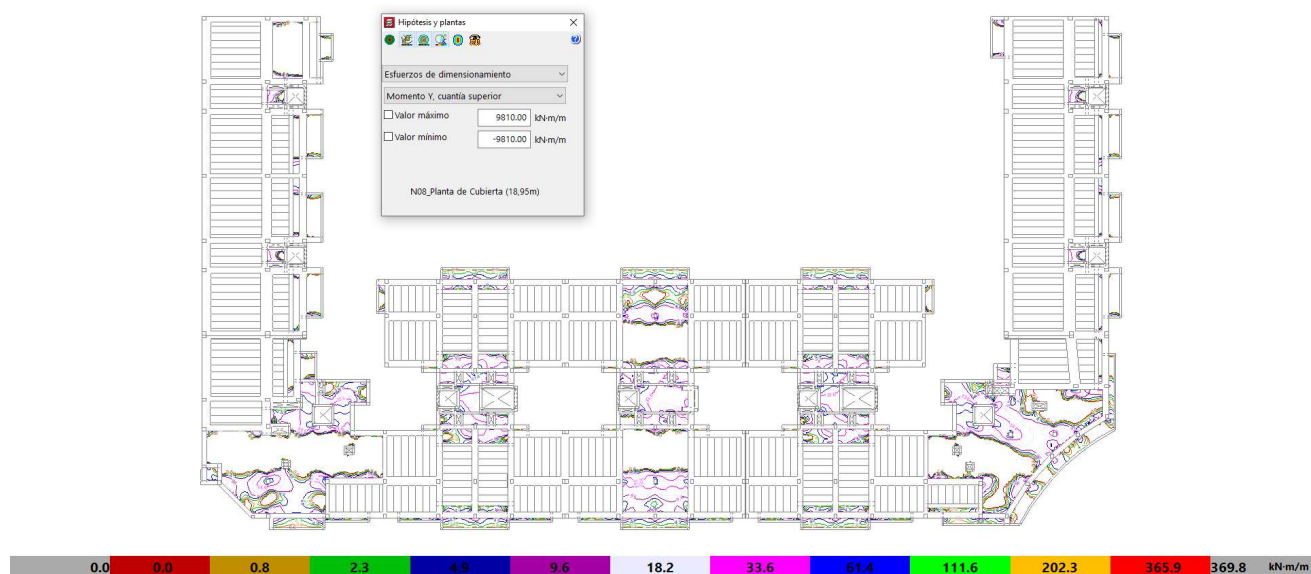 Hipótesis y plantas
Esfuerzos de dimensionamiento
Momento Y, cuantía superior
Valor máximo 9810.00 kN·m/m
Valor mínimo -9810.00 kN·m/m
N08_Planta de Cubierta (18,95m)
0.0 0.0 0.8 2.3 4.9 9.6 18.2 33.6 61.4 111.6 202.3 365.9 369.8 kN·m/m